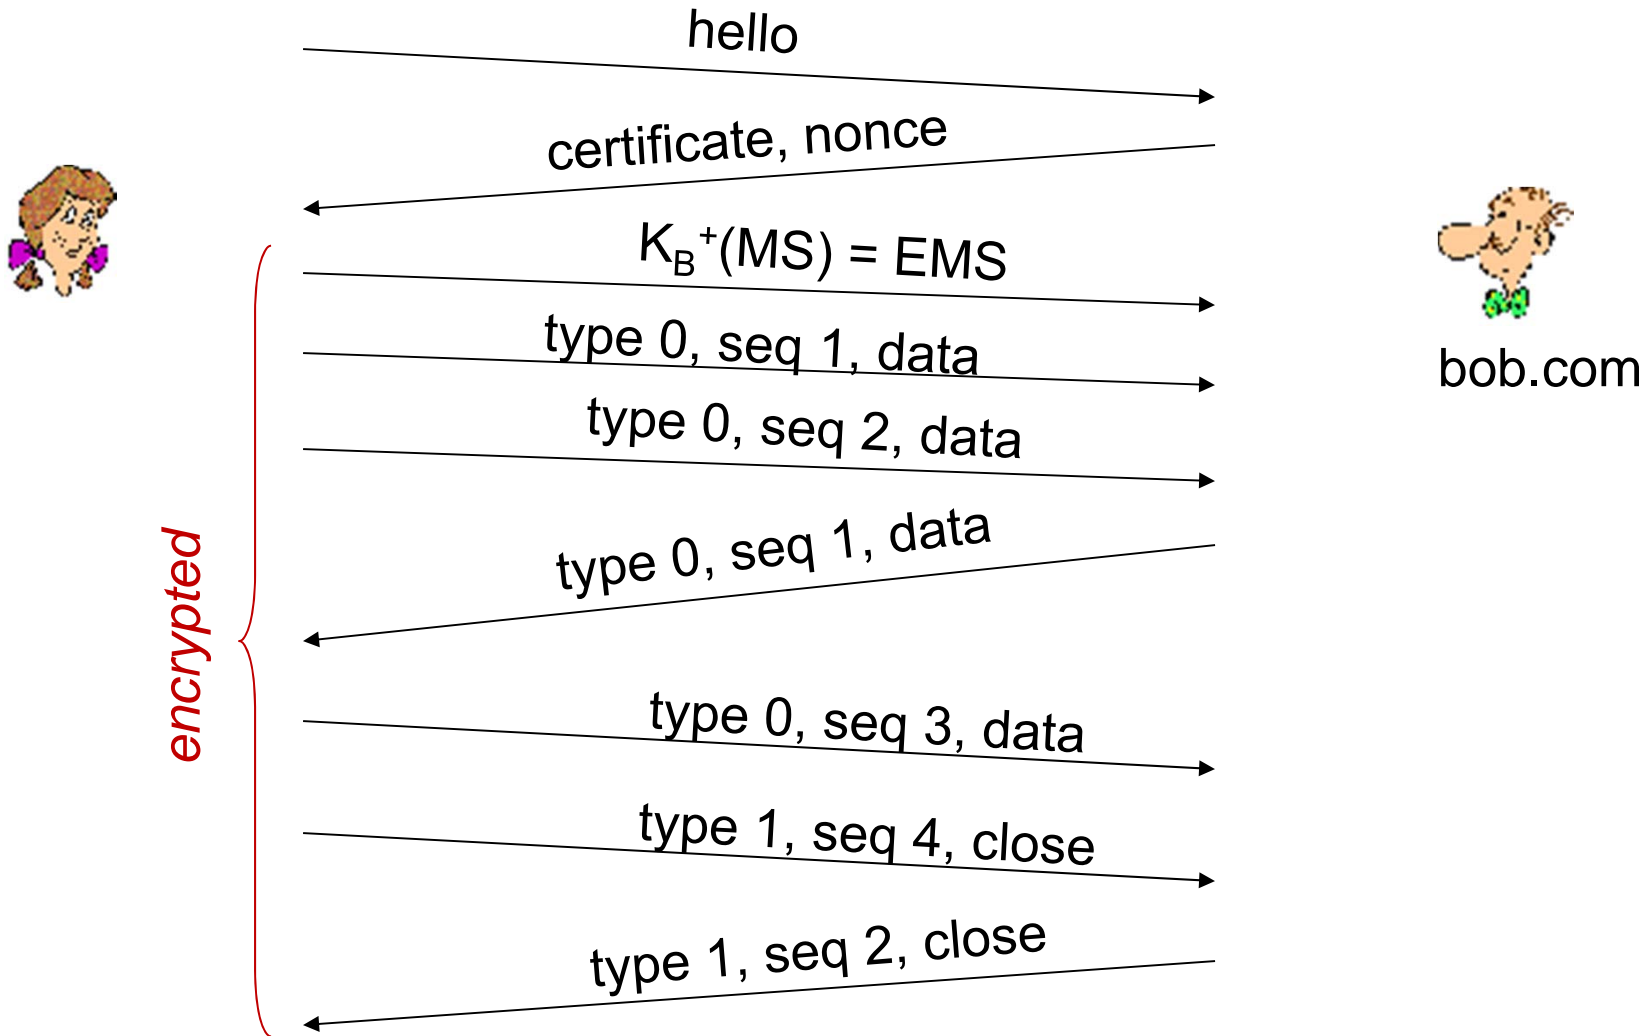 hello
certificate, nonce
K_B^+(MS) = EMS
type 0, seq 1, data
bob.com
type 0, seq 2, data
type 0, seq 1, data
encrypted
type 0, seq 3, data
type 1, seq 4, close
type 1, seq 2, close